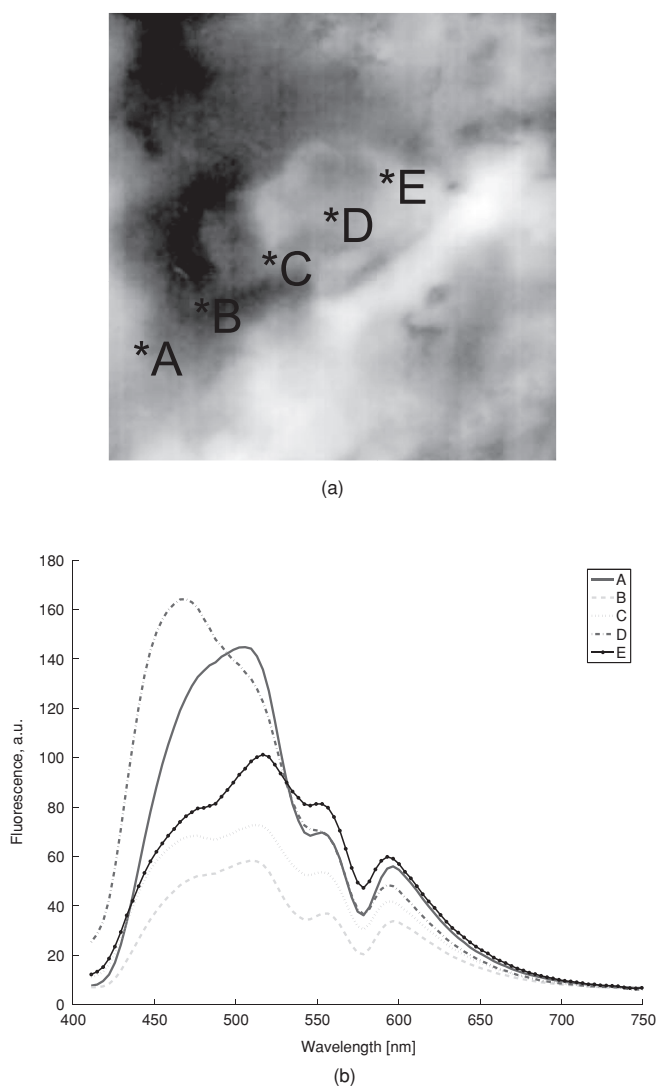 *E
*D
*C
*B
*A
(a)
180
160
140
120
100
80
60
40
20
0
Fluorescence, a.u.
A
B
C
D
E
400 450 500 550 600 650 700 750
Wavelength [nm]
(b)